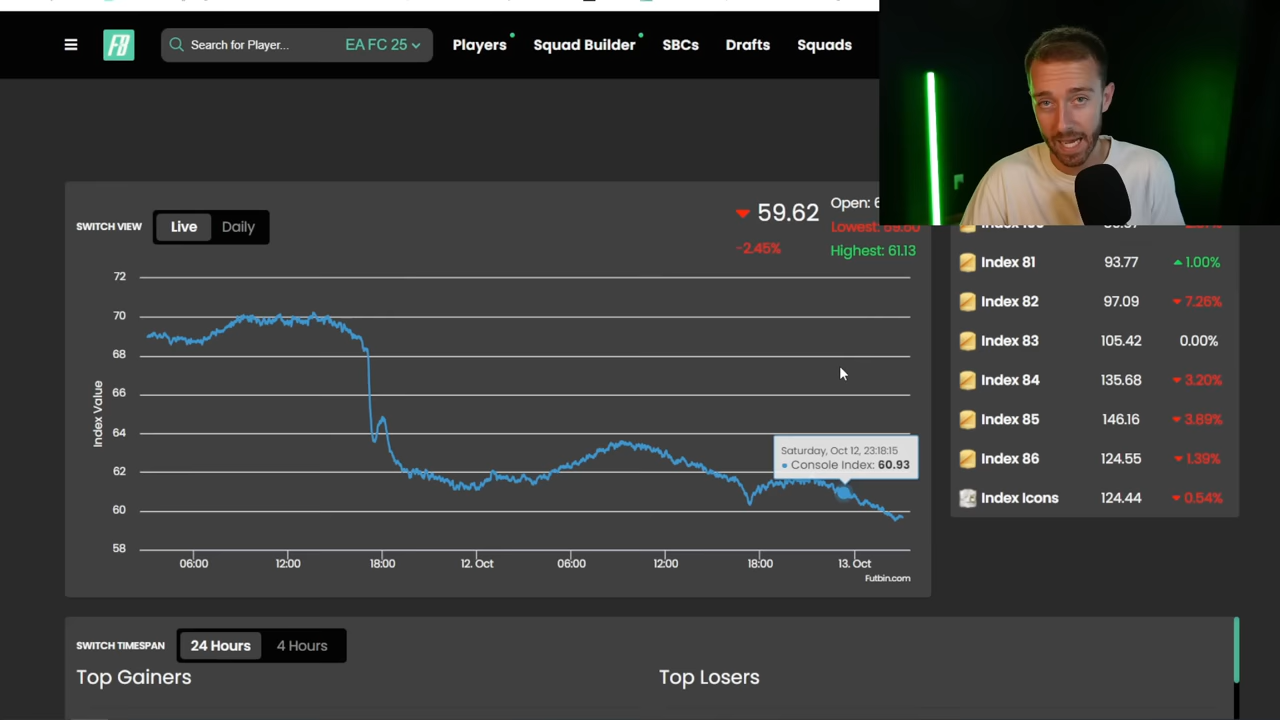 FB
Search for Player...
EA FC 25
Players
Squad Builder
SBCs
Drafts
Squads
SWITCH VIEW
Live
Daily
59.62
-2.45%
Open:
Lowest:
Highest: 61.13
72
70
68
66
64
62
60
58
Index Value
Saturday, Oct 12, 23:18:15
Console Index: 60.93
06:00
12:00
18:00
12. Oct
06:00
12:00
18:00
13. Oct
Futbin.com
Index 81 93.77 1.00%
Index 82 97.09 7.26%
Index 83 105.42 0.00%
Index 84 135.68 3.20%
Index 85 146.16 3.89%
Index 86 124.55 1.39%
Index Icons 124.44 0.54%
SWITCH TIMESPAN
24 Hours
4 Hours
Top Gainers
Top Losers